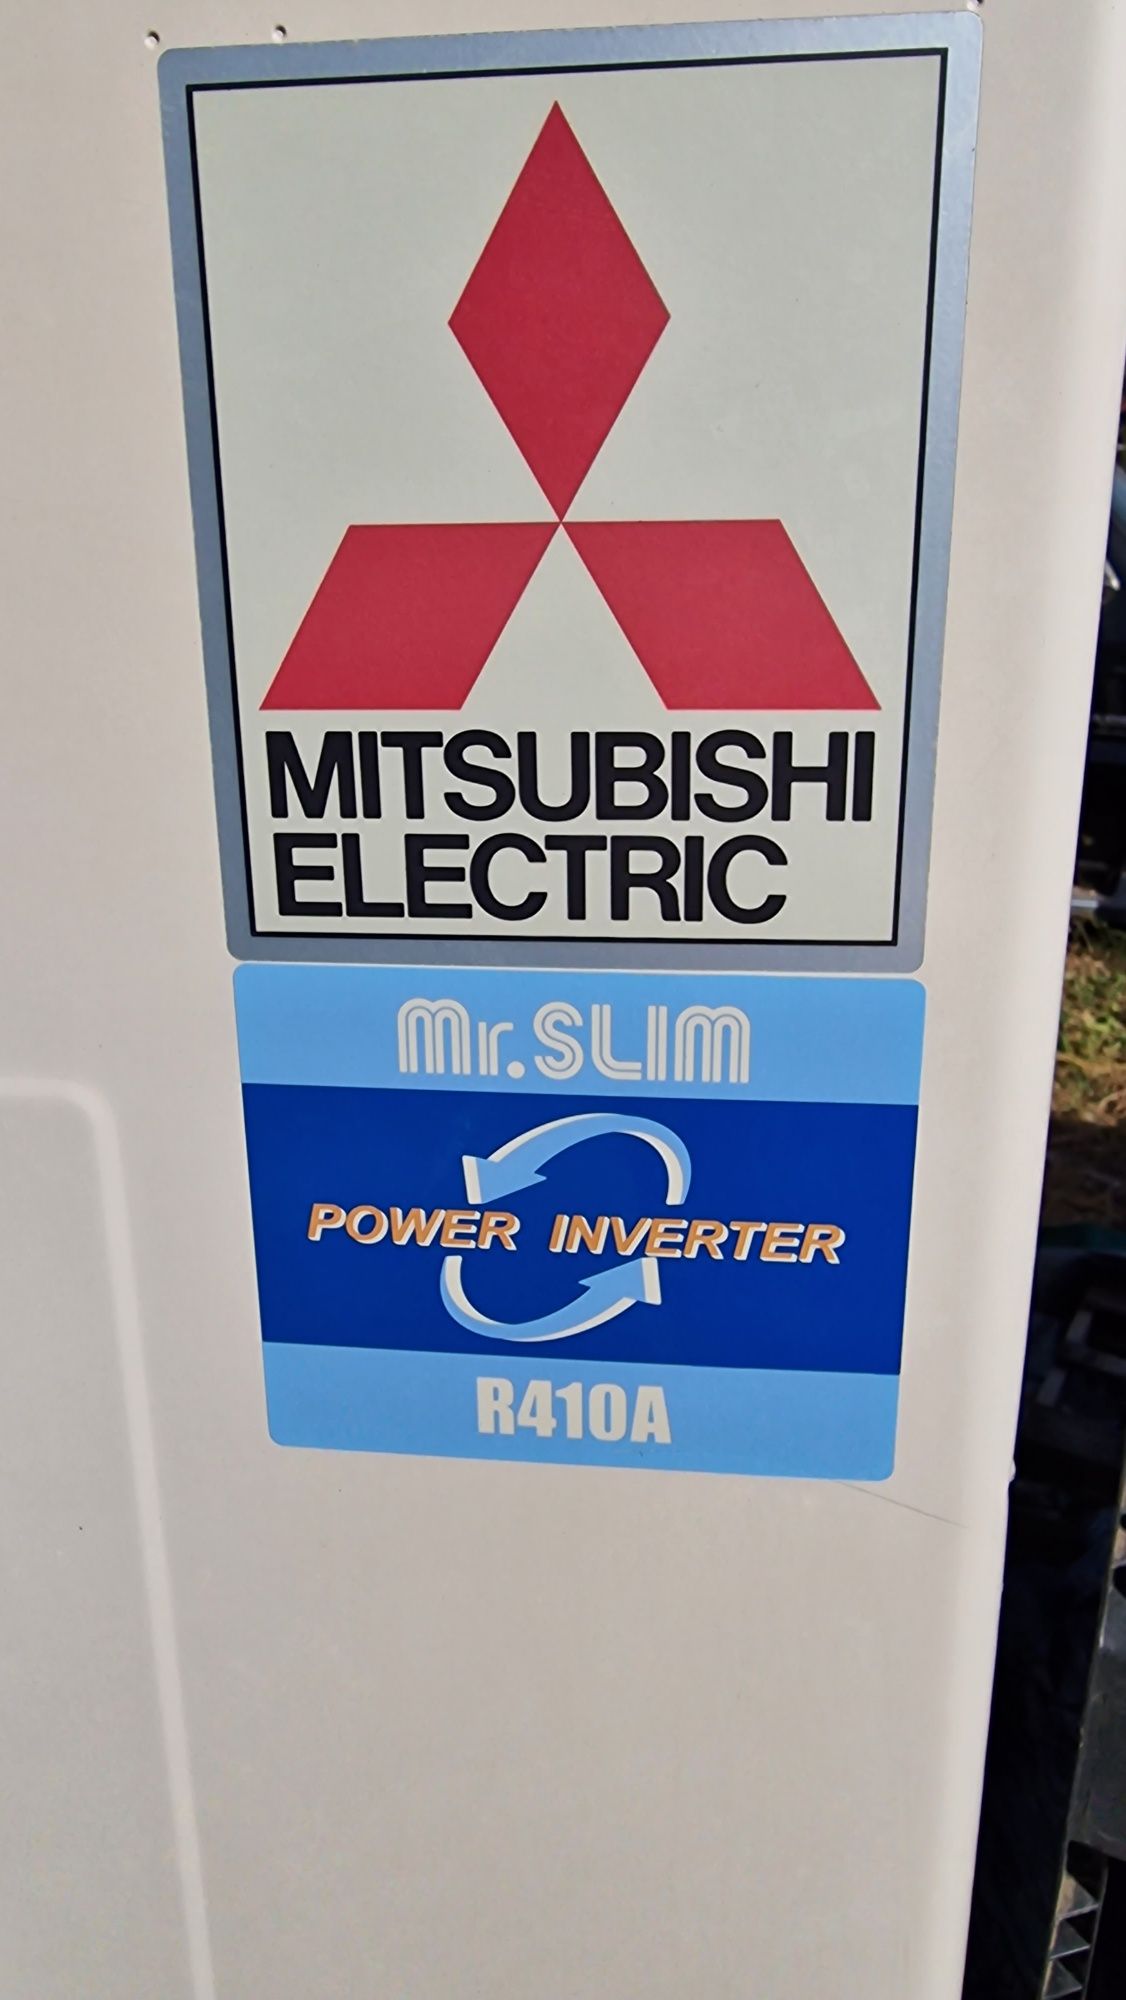 MITSUBISHI
ELECTRIC
Mr.SLIM
POWER INVERTER
R410A